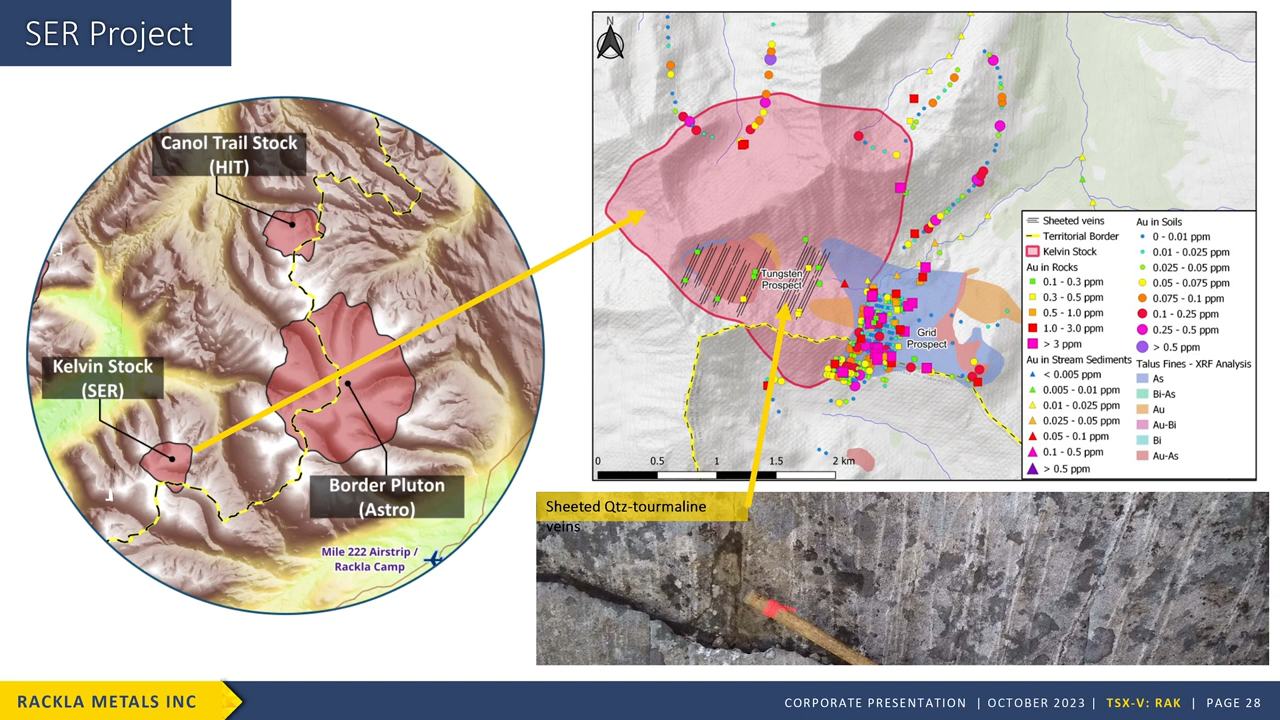 SER Project
Canol Trail Stock
(HIT)
Kelvin Stock
(SER)
Border Pluton
(Astro)
Mile 222 Airstrip /
Rackla Camp
N
Tungsten
Prospect
Grid
Prospect
0 0.5 1 1.5 2 km
Sheeted veins
Territorial Border
Kelvin Stock
Au in Rocks
0.1 - 0.3 ppm
0.3 - 0.5 ppm
0.5 - 1.0 ppm
1.0 - 3.0 ppm
> 3 ppm
Au in Stream Sediments
< 0.005 ppm
0.005 - 0.01 ppm
0.01 - 0.025 ppm
0.025 - 0.05 ppm
0.05 - 0.1 ppm
0.1 - 0.5 ppm
> 0.5 ppm
Au in Soils
0 - 0.01 ppm
0.01 - 0.025 ppm
0.025 - 0.05 ppm
0.05 - 0.075 ppm
0.075 - 0.1 ppm
0.1 - 0.25 ppm
0.25 - 0.5 ppm
> 0.5 ppm
Talus Fines - XRF Analysis
As
Bi-As
Au
Au-Bi
Bi
Au-As
Sheeted Qtz-tourmaline
veins
RACKLA METALS INC
CORPORATE PRESENTATION | OCTOBER 2023 | TSX-V: RAK | PAGE 28